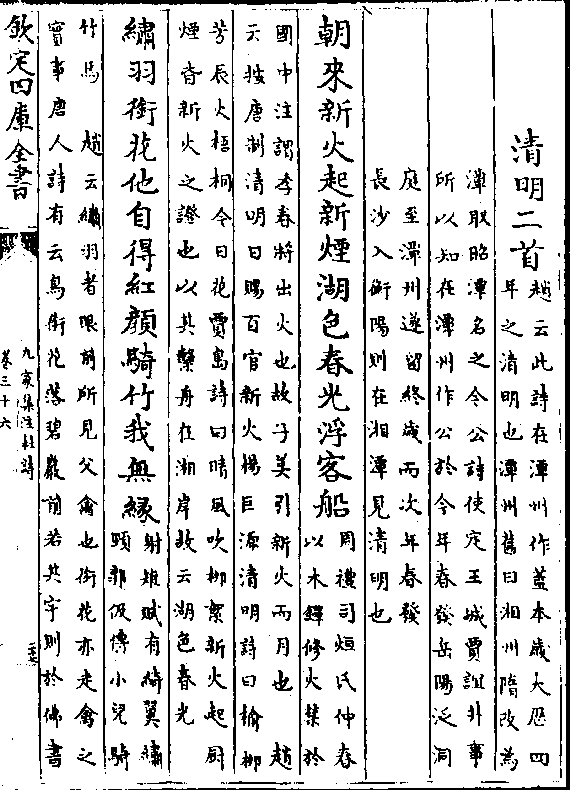 清明二首
趙云此詩在潭州作蓋本歲大厯四
年之清明也潭州舊曰湘州隋改為
潭取昭潭名之今公詩使定王城賈誼井事
所以知在潭州作公於今年春發岳陽泛洞
庭至潭州遂留終歲而次年春發
長沙入衡陽則在湘潭見清明也
朝來新火起新煙湖色春光浮客船
周禮司烜氏仲春
以木鐸修火禁於
國中注謂季春將出火也故子美引新火而月也 趙
云按唐制清明日賜百官新火楊巨源清明詩曰榆柳
芳辰火梧桐今日花賈島詩曰晴風吹柳絮新火起厨
煙皆新火之證也以其繫舟在湘岸故云湖色春光
繡羽銜花他自得紅顔騎竹我無緣
射雉賦有綺翼繡
頸郭伋傳小兒騎
竹馬 趙云繡羽者眼前所見文禽也銜花亦走禽之
實事唐人詩有云鳥銜花落碧巖前若其字則於佛書
欽定四庫全書
九家集注杜詩
卷三十六